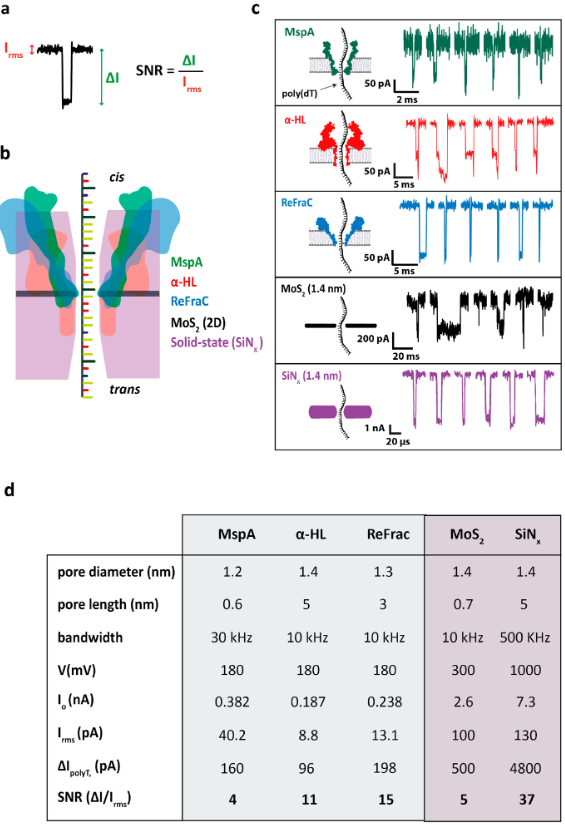 a
I rms
ΔI
SNR = ΔI / I rms
b
cis
MspA
α-HL
ReFraC
MoS2 (2D)
Solid-state (SiNx)
trans
c
MspA
poly(dT)
50 pA
2 ms
α-HL
50 pA
5 ms
ReFraC
50 pA
5 ms
MoS2 (1.4 nm)
200 pA
20 ms
SiNx (1.4 nm)
1 nA
20 µs
d
MspA α-HL ReFrac MoS2 SiNx
pore diameter (nm) 1.2 1.4 1.3 1.4 1.4
pore length (nm) 0.6 5 3 0.7 5
bandwidth 30 kHz 10 kHz 10 kHz 10 kHz 500 KHz
V(mV) 180 180 180 300 1000
Io (nA) 0.382 0.187 0.238 2.6 7.3
Irms (pA) 40.2 8.8 13.1 100 130
ΔIpolyT, (pA) 160 96 198 500 4800
SNR (ΔI/Irms) 4 11 15 5 37